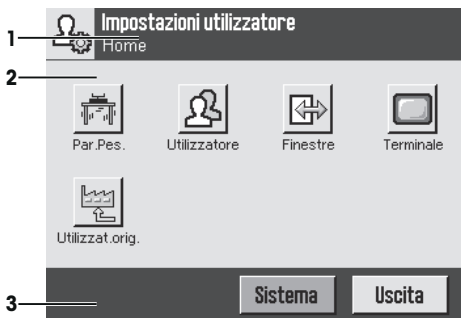 Impostazioni utilizzatore
1 Home
2
Par.Pes. Utilizzatore Finestre Terminale
Utilizzat.orig.
3 Sistema Uscita